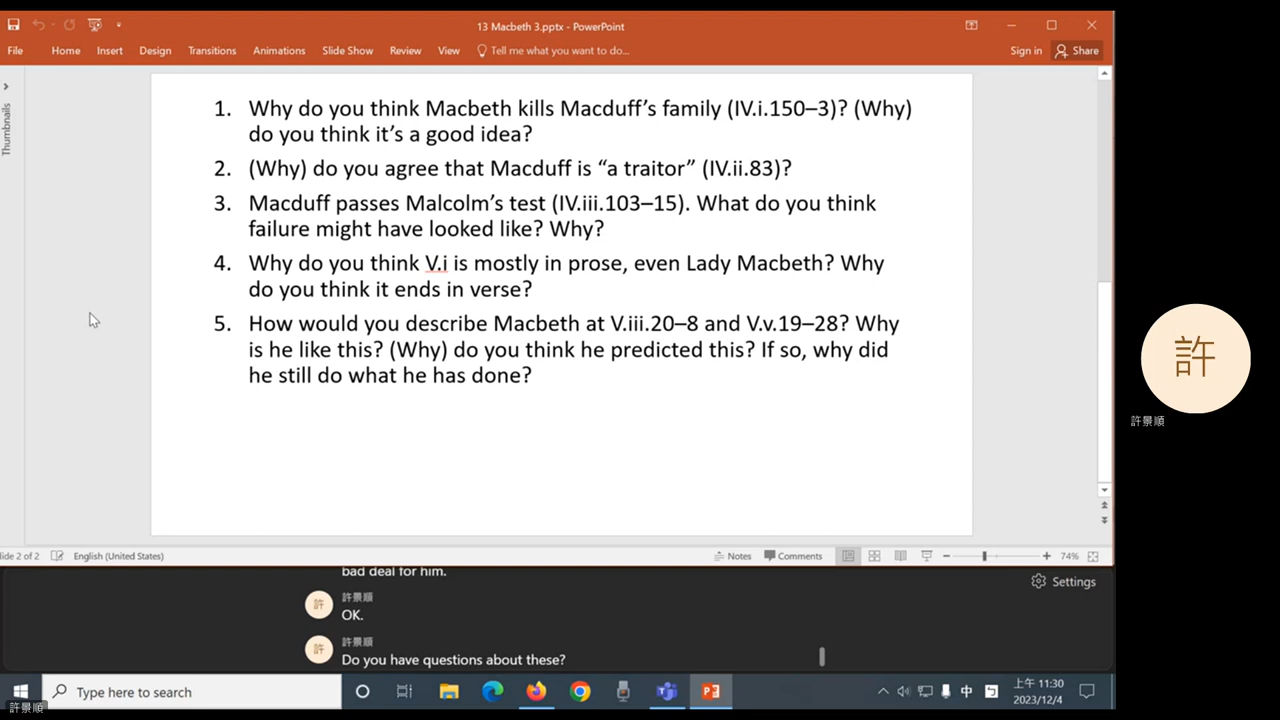 13 Macbeth 3.pptx - PowerPoint
File Home Insert Design Transitions Animations Slide Show Review View Tell me what you want to do... Sign in Share
Thumbnails
1. Why do you think Macbeth kills Macduff’s family (IV.i.150–3)? (Why)
do you think it’s a good idea?
2. (Why) do you agree that Macduff is “a traitor” (IV.ii.83)?
3. Macduff passes Malcolm’s test (IV.iii.103–15). What do you think
failure might have looked like? Why?
4. Why do you think V.i is mostly in prose, even Lady Macbeth? Why
do you think it ends in verse?
5. How would you describe Macbeth at V.iii.20–8 and V.v.19–28? Why
is he like this? (Why) do you think he predicted this? If so, why did
he still do what he has done?
許
許景順
lide 2 of 2 English (United States) Notes Comments 74%
bad deal for him.
Settings
許 許景順
OK.
許 許景順
Do you have questions about these?
Type here to search
中
上午 11:30
2023/12/4
許景順